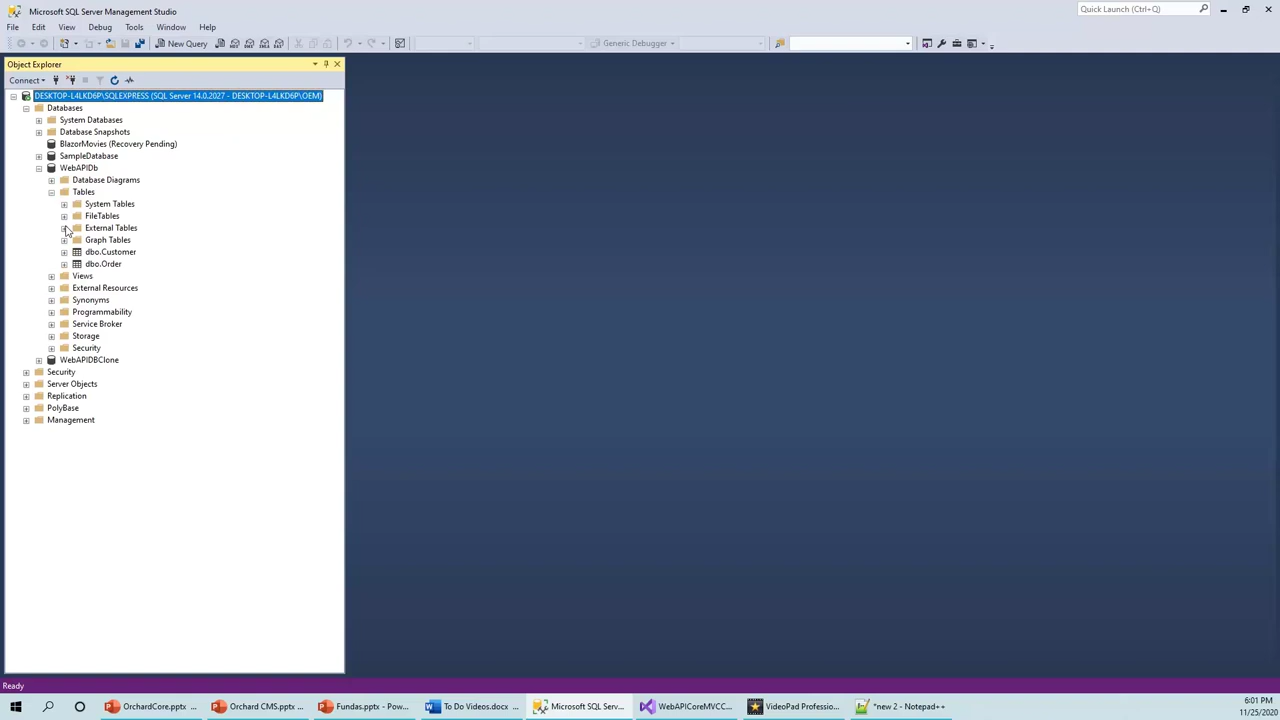 Microsoft SQL Server Management Studio
Quick Launch (Ctrl+Q)
File Edit View Debug Tools Window Help
New Query
Generic Debugger
Object Explorer
Connect
DESKTOP-L4LKD6P\SQLEXPRESS (SQL Server 14.0.2027 - DESKTOP-L4LKD6P\OEM)
Databases
System Databases
Database Snapshots
BlazorMovies (Recovery Pending)
SampleDatabase
WebAPIDb
Database Diagrams
Tables
System Tables
FileTables
External Tables
Graph Tables
dbo.Customer
dbo.Order
Views
External Resources
Synonyms
Programmability
Service Broker
Storage
Security
WebAPIDBClone
Security
Server Objects
Replication
PolyBase
Management
Ready
OrchardCore.pptx ... Orchard CMS.pptx ... Fundas.pptx - Pow... To Do Videos.docx ... Microsoft SQL Serv... WebAPICoreMVCC... VideoPad Professio... *new 2 - Notepad++
6:01 PM
11/25/2020